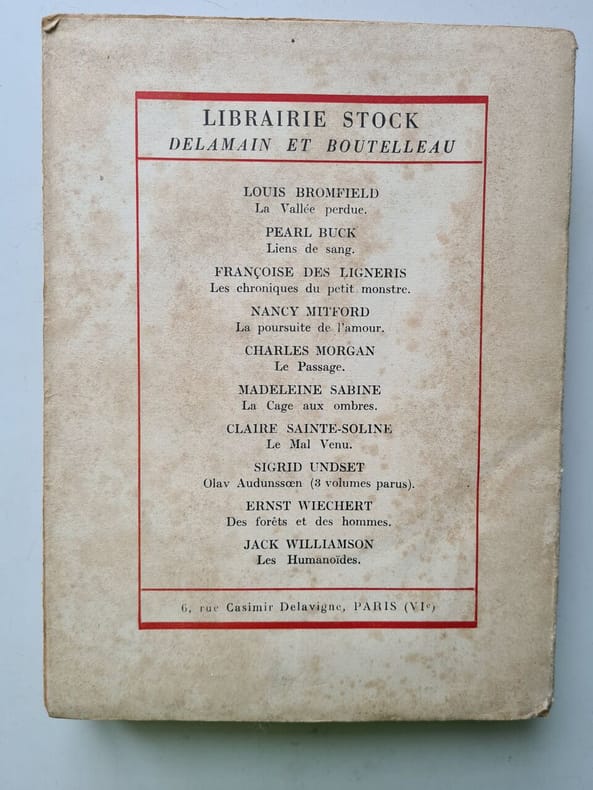 LIBRAIRIE STOCK
DELAMAIN ET BOUTELLEAU
LOUIS BROMFIELD
La Vallée perdue.
PEARL BUCK
Liens de sang.
FRANÇOISE DES LIGNERIS
Les chroniques du petit monstre.
NANCY MITFORD
La poursuite de l'amour.
CHARLES MORGAN
Le Passage.
MADELEINE SABINE
La Cage aux ombres.
CLAIRE SAINTE-SOLINE
Le Mal Venu.
SIGRID UNDSET
Olav Audunssœn (3 volumes parus).
ERNST WIECHERT
Des forêts et des hommes.
JACK WILLIAMSON
Les Humanoïdes.
6, rue Casimir Delavigne, PARIS (VIe)